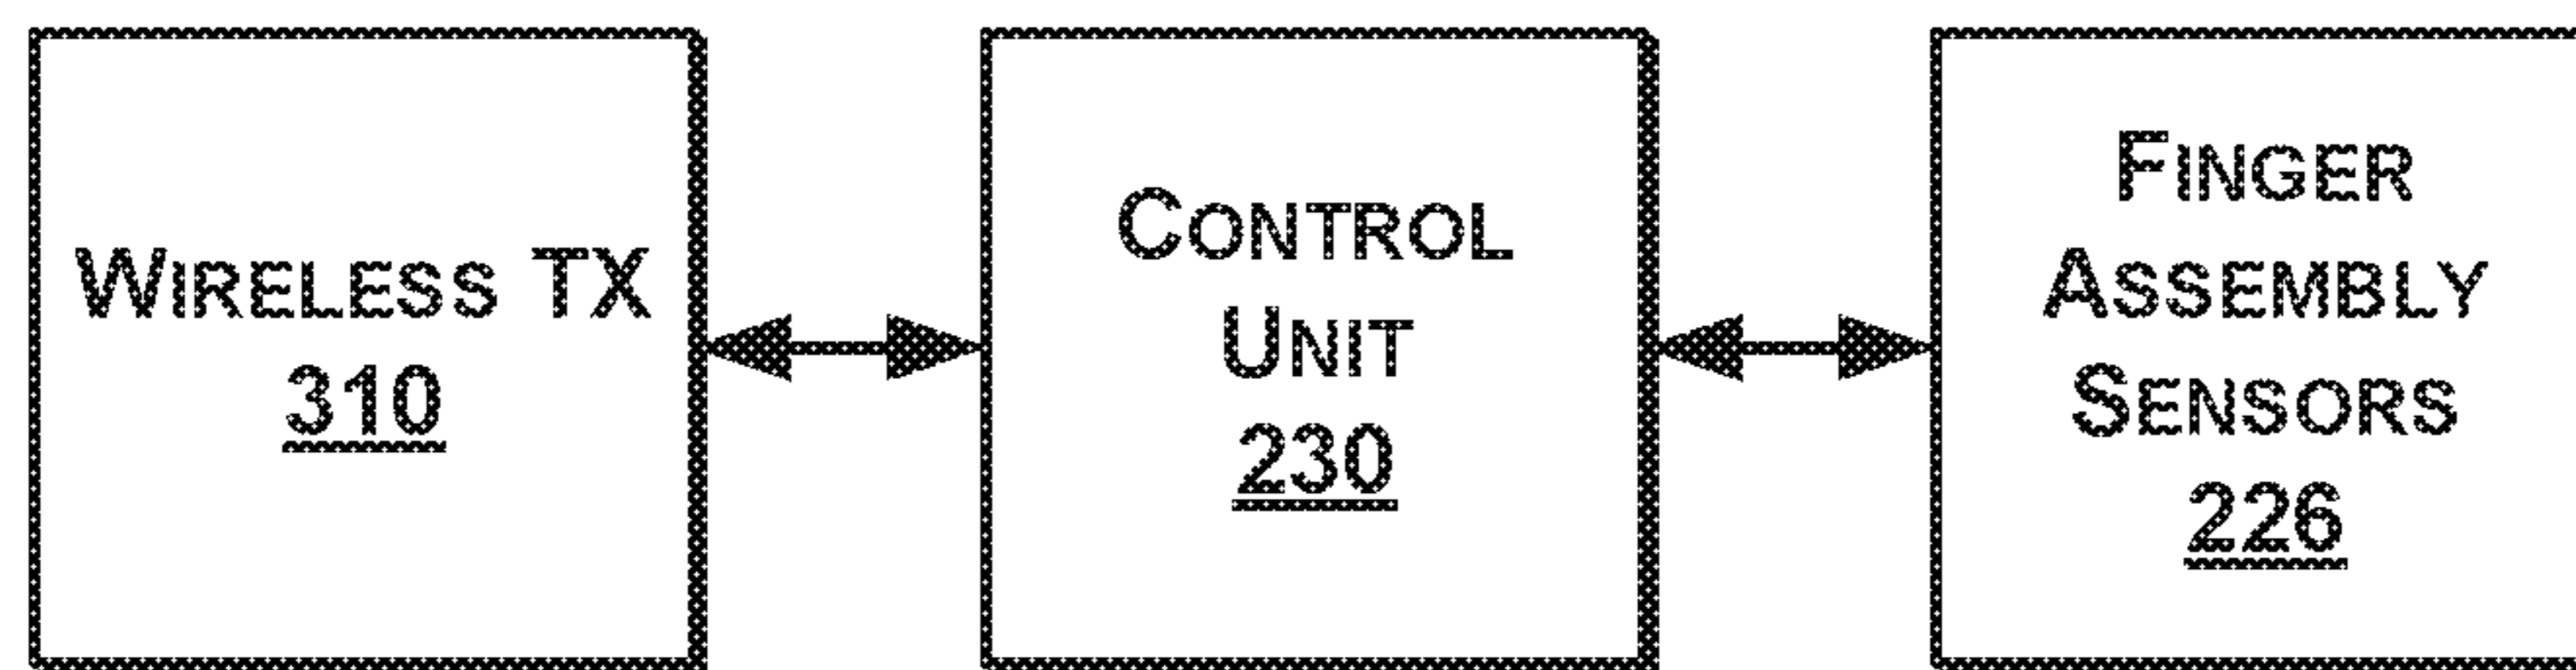 WIRELESS TX
310
CONTROL
UNIT
230
FINGER
ASSEMBLY
SENSORS
226